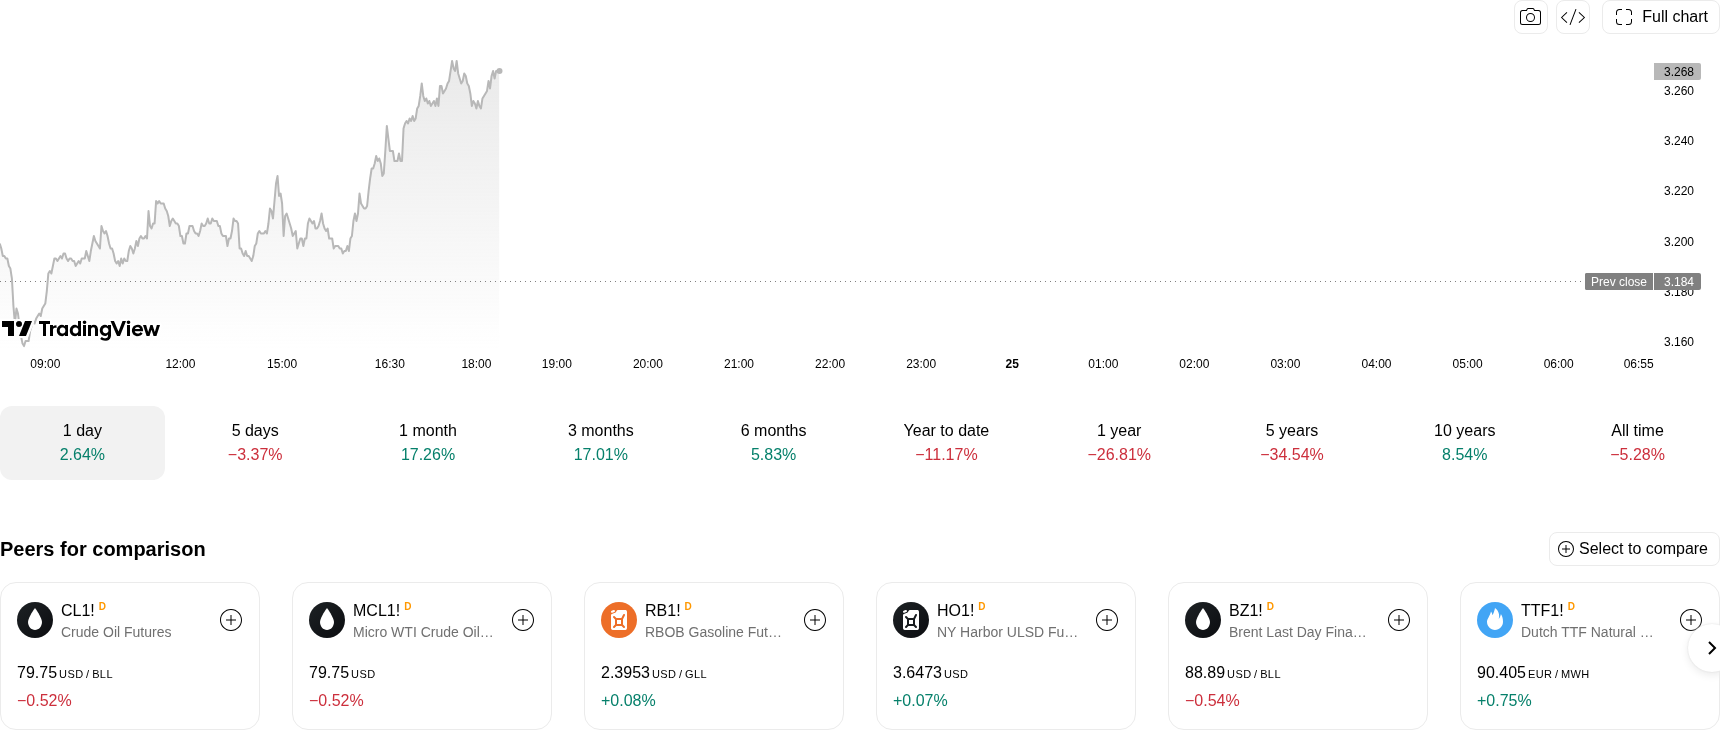 Full chart
3.268
3.260
3.240
3.220
3.200
Prev close 3.184
3.180
3.160
TradingView
09:00 12:00 15:00 16:30 18:00 19:00 20:00 21:00 22:00 23:00 25 01:00 02:00 03:00 04:00 05:00 06:00 06:55
1 day 5 days 1 month 3 months 6 months Year to date 1 year 5 years 10 years All time
2.64% −3.37% 17.26% 17.01% 5.83% −11.17% −26.81% −34.54% 8.54% −5.28%
Peers for comparison
Select to compare
CL1! D
Crude Oil Futures
79.75 USD / BLL
−0.52%
MCL1! D
Micro WTI Crude Oil…
79.75 USD
−0.52%
RB1! D
RBOB Gasoline Fut…
2.3953 USD / GLL
+0.08%
HO1! D
NY Harbor ULSD Fu…
3.6473 USD
+0.07%
BZ1! D
Brent Last Day Fina…
88.89 USD / BLL
−0.54%
TTF1! D
Dutch TTF Natural …
90.405 EUR / MWH
+0.75%